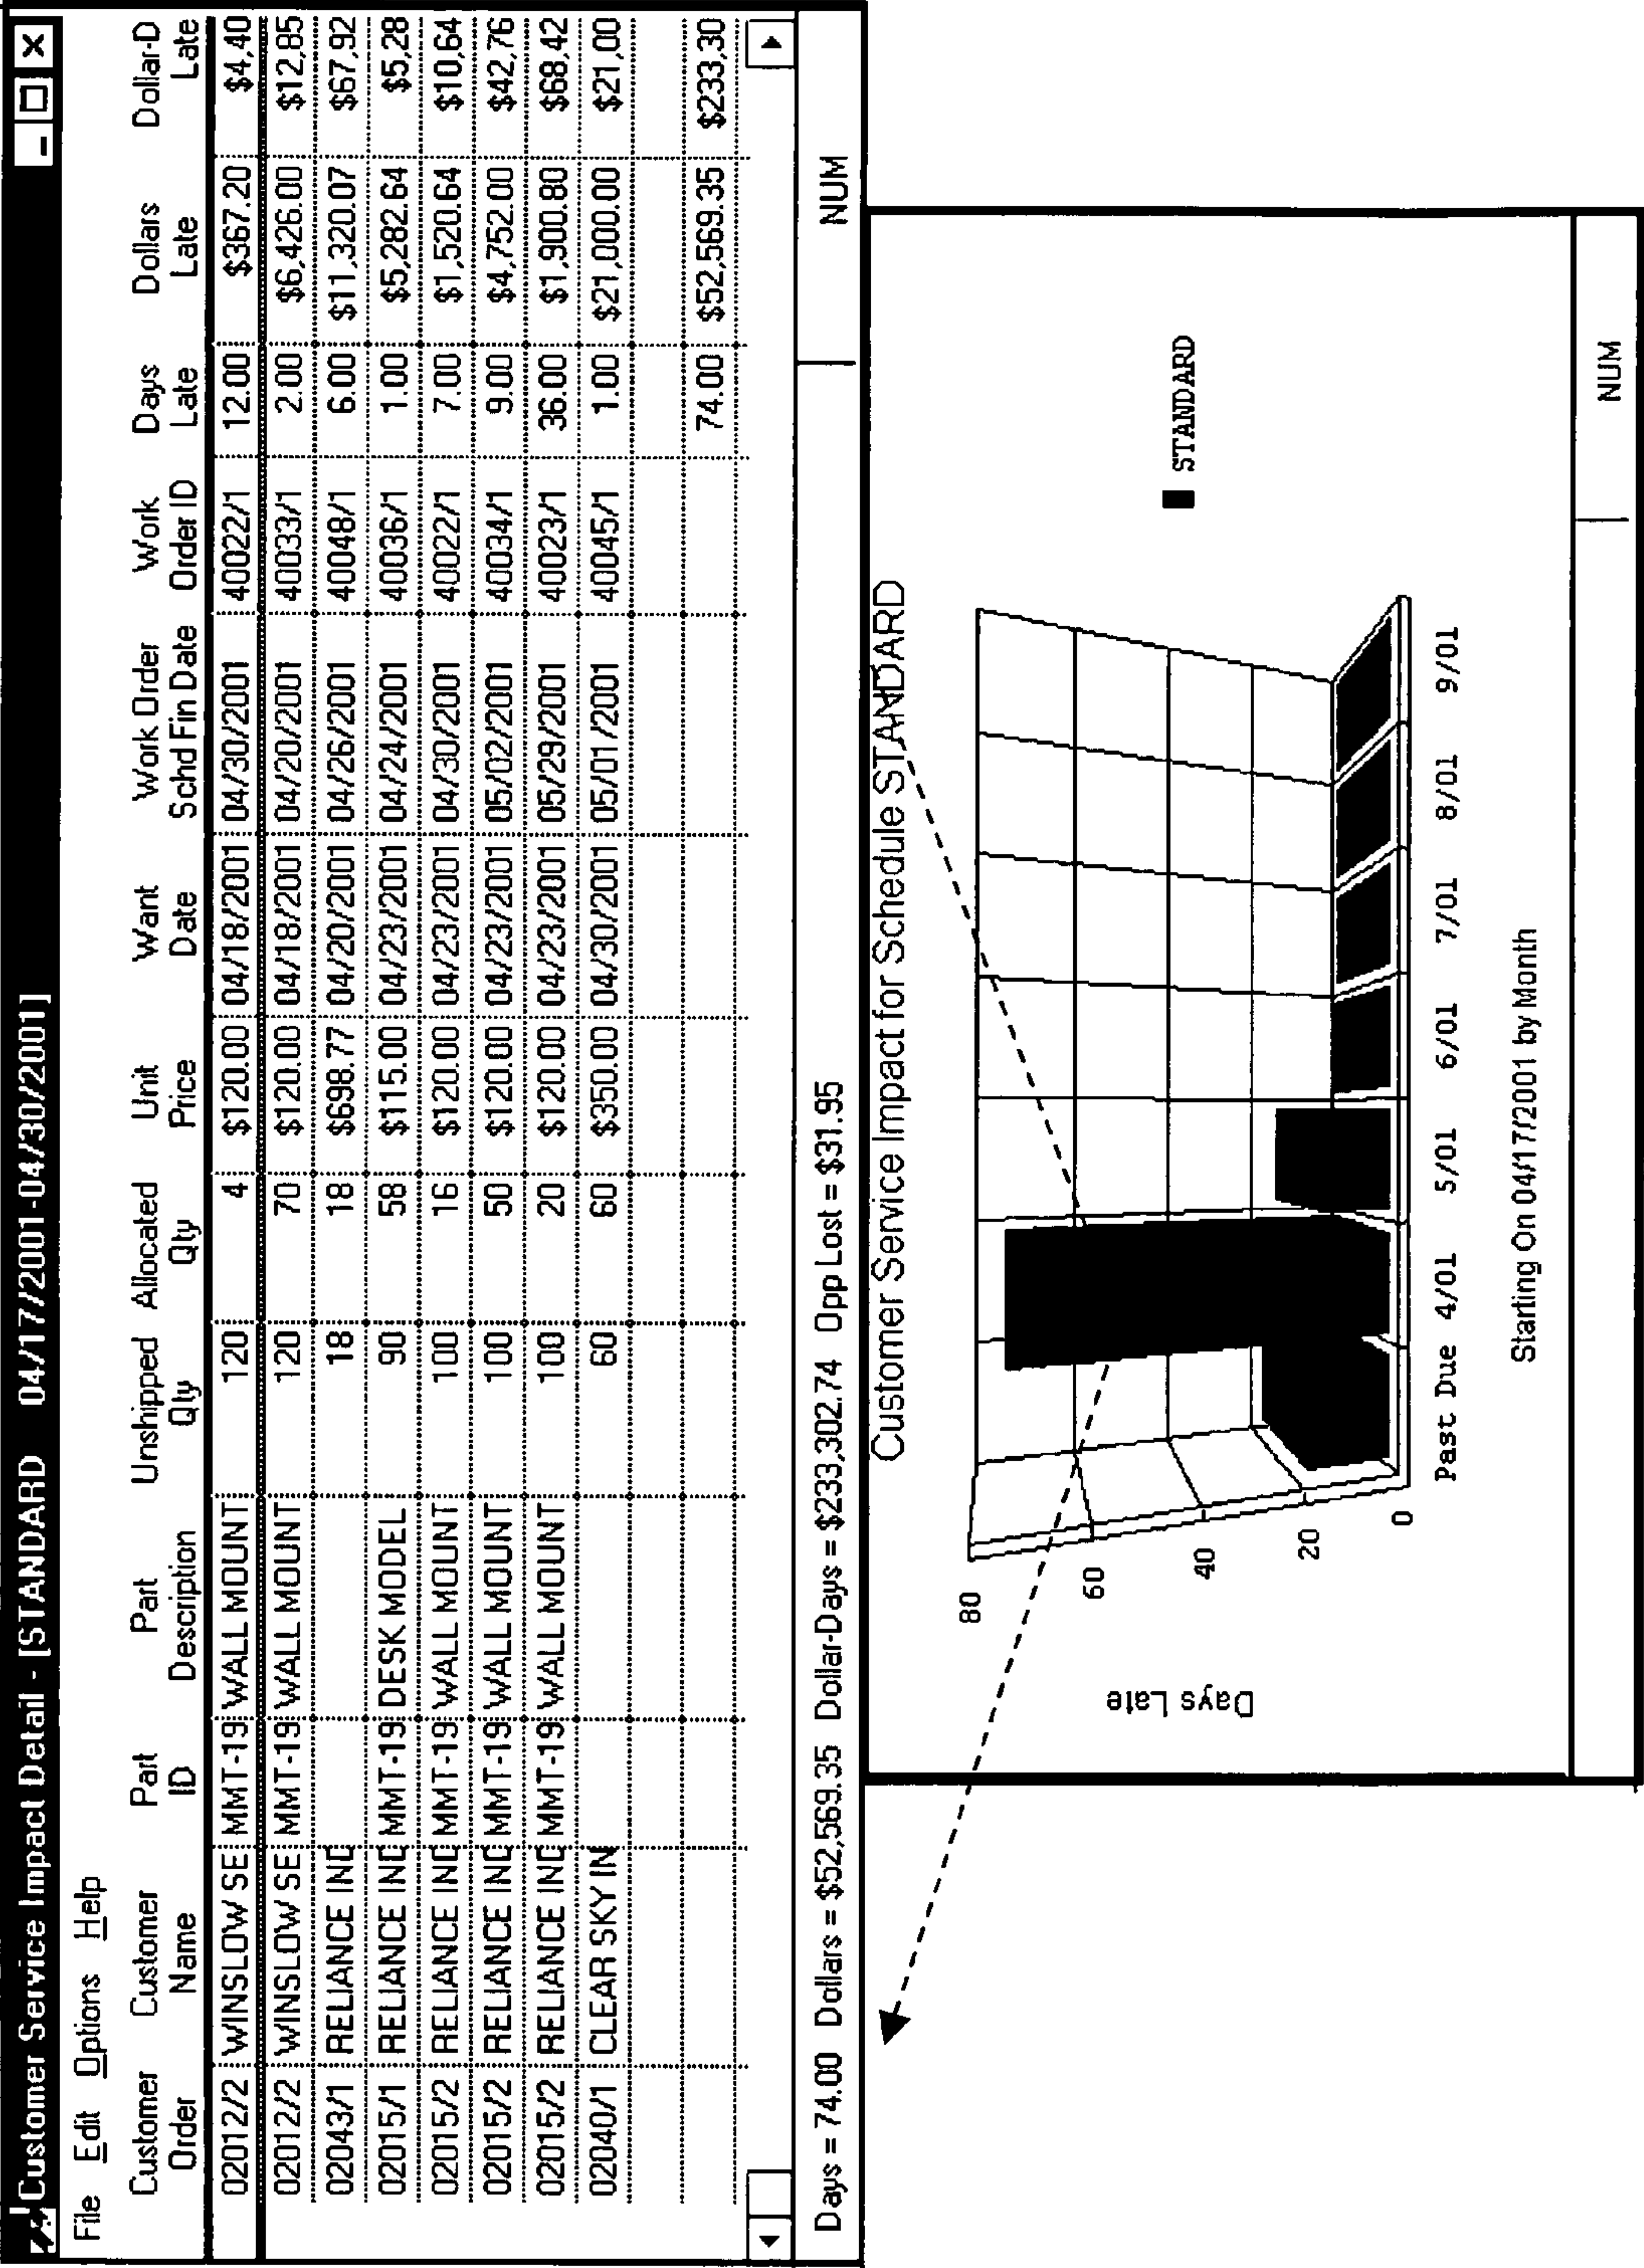 Customer Service Impact Detail - [STANDARD 04/17/2001-04/30/2001]
File Edit Options Help
Customer Order Customer Name Part ID Part Description Unshipped Qty Allocated Qty Unit Price Want Date Work Order Schd Fin Date Work Order ID Days Late Dollars Late Dollar-D Late
02012/2 WINSLOW SE MMT-19 WALL MOUNT 120 4 $120.00 04/18/2001 04/30/2001 40022/1 12.00 $367.20 $4,40
02012/2 WINSLOW SE MMT-19 WALL MOUNT 120 70 $120.00 04/18/2001 04/20/2001 40033/1 2.00 $6,426.00 $12,85
02043/1 RELIANCE IND 18 18 $698.77 04/20/2001 04/26/2001 40048/1 6.00 $11,320.07 $67,92
02015/1 RELIANCE IND MMT-19 DESK MODEL 90 58 $115.00 04/23/2001 04/24/2001 40036/1 1.00 $5,282.64 $5,28
02015/2 RELIANCE IND MMT-19 WALL MOUNT 100 16 $120.00 04/23/2001 04/30/2001 40022/1 7.00 $1,520.64 $10,64
02015/2 RELIANCE IND MMT-19 WALL MOUNT 100 50 $120.00 04/23/2001 05/02/2001 40034/1 9.00 $4,752.00 $42,76
02015/2 RELIANCE IND MMT-19 WALL MOUNT 100 20 $120.00 04/23/2001 05/29/2001 40023/1 36.00 $1,900.80 $68,42
02040/1 CLEAR SKY IN 60 60 $350.00 04/30/2001 05/01/2001 40045/1 1.00 $21,000.00 $21,00
74.00 $52,569.35 $233,30
Days = 74.00 Dollars = $52,569.35 Dollar-Days = $233,302.74 Opp Lost = $31.95
NUM
Customer Service Impact for Schedule STANDARD
80
60
40
20
0
Days Late
STANDARD
Past Due 4/01 5/01 6/01 7/01 8/01 9/01
Starting On 04/17/2001 by Month
NUM